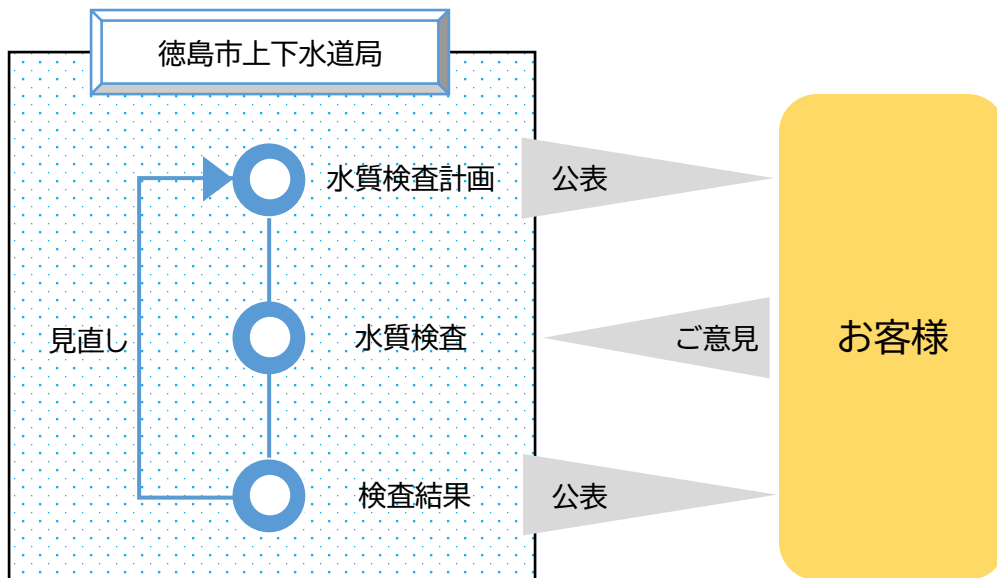 徳島市上下水道局
水質検査計画
公表
見直し
水質検査
ご意見
お客様
検査結果
公表